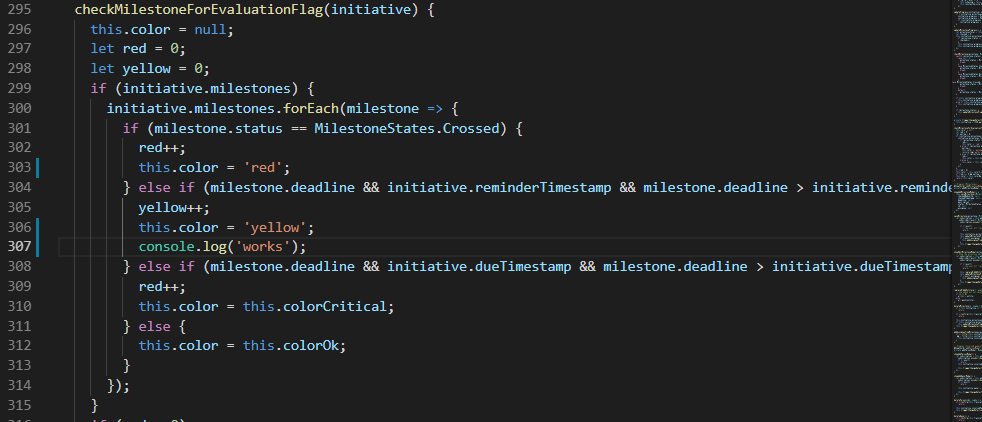 295 checkMilestoneForEvaluationFlag(initiative) {
296 this.color = null;
297 let red = 0;
298 let yellow = 0;
299 if (initiative.milestones) {
300 initiative.milestones.forEach(milestone => {
301 if (milestone.status == MilestoneStates.Crossed) {
302 red++;
303 this.color = 'red';
304 } else if (milestone.deadline && initiative.reminderTimestamp && milestone.deadline > initiative.reminde
305 yellow++;
306 this.color = 'yellow';
307 console.log('works');
308 } else if (milestone.deadline && initiative.dueTimestamp && milestone.deadline > initiative.dueTimestamp
309 red++;
310 this.color = this.colorCritical;
311 } else {
312 this.color = this.colorOk;
313 }
314 });
315 }